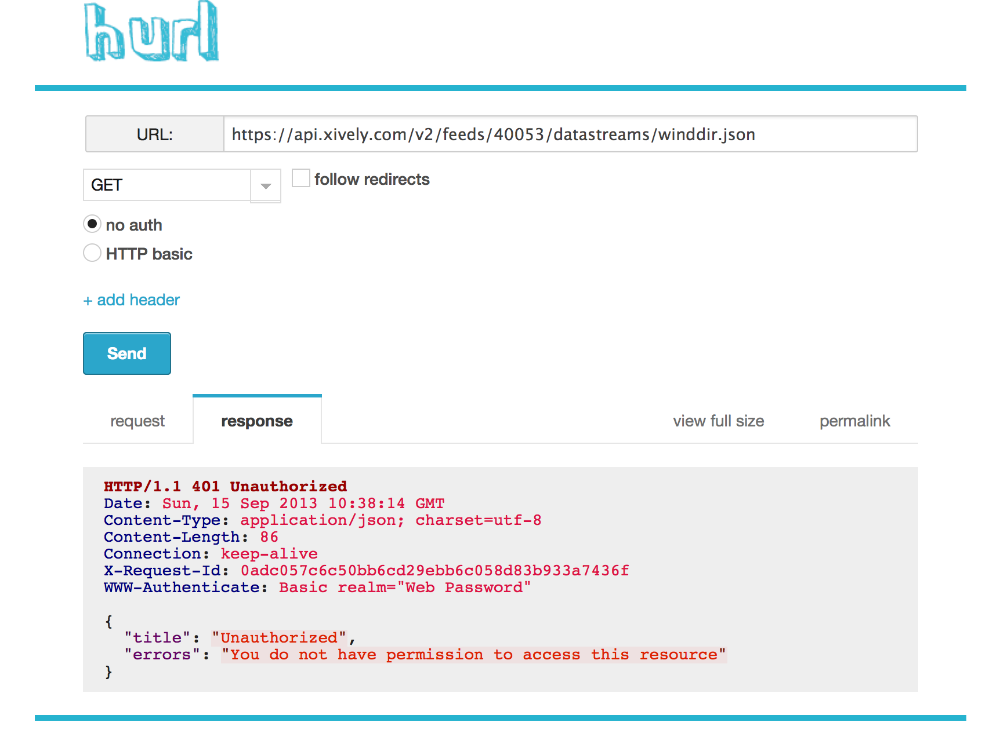 hurl
URL: https://api.xively.com/v2/feeds/40053/datastreams/winddir.json
GET follow redirects
no auth
HTTP basic
+ add header
Send
request response view full size permalink
HTTP/1.1 401 Unauthorized
Date: Sun, 15 Sep 2013 10:38:14 GMT
Content-Type: application/json; charset=utf-8
Content-Length: 86
Connection: keep-alive
X-Request-Id: 0adc057c6c50bb6cd29ebb6c058d83b933a7436f
WWW-Authenticate: Basic realm="Web Password"
{
"title": "Unauthorized",
"errors": "You do not have permission to access this resource"
}